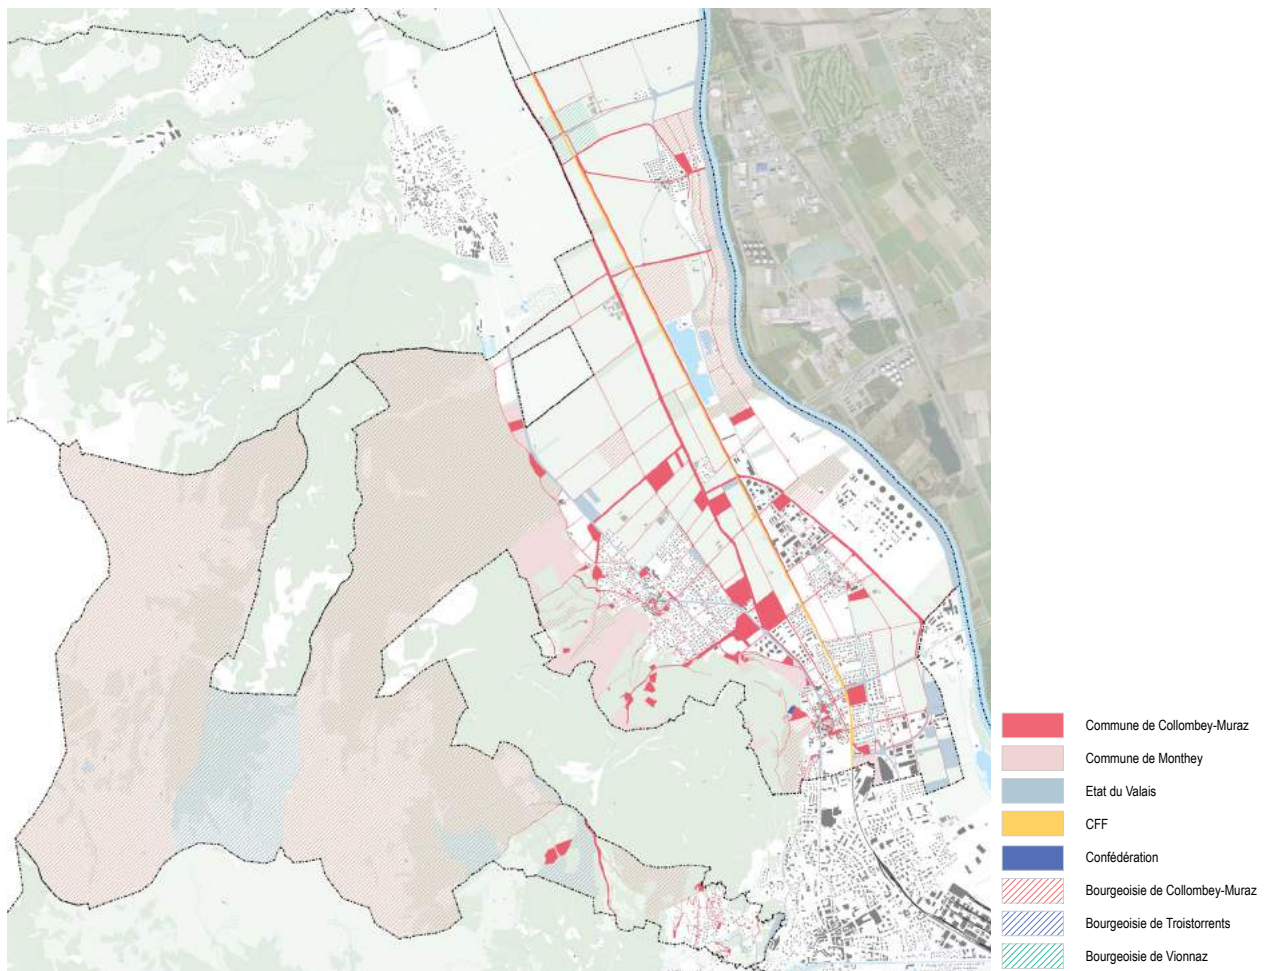 Commune de Collombey-Muraz
Commune de Monthey
Etat du Valais
CFF
Confédération
Bourgeoisie de Collombey-Muraz
Bourgeoisie de Troistorrents
Bourgeoisie de Vionnaz